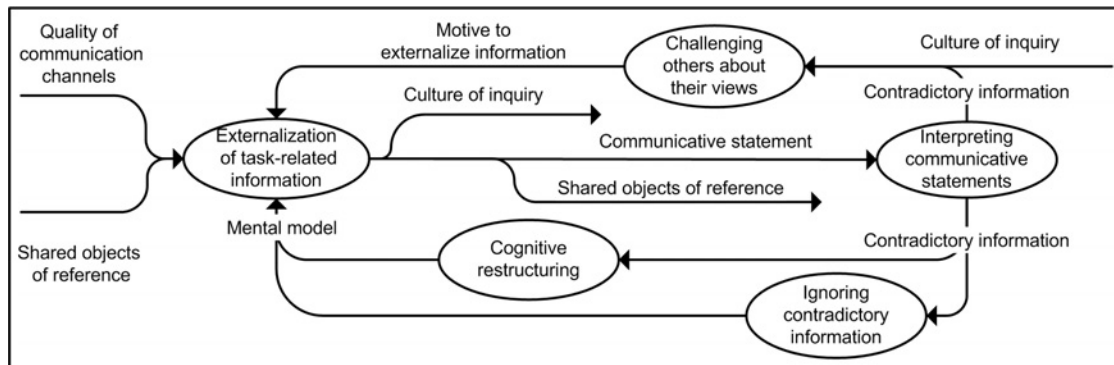 Quality of
communication
channels
Motive to
externalize information
Challenging
others about
their views
Culture of inquiry
Contradictory information
Culture of inquiry
Externalization
of task-related
information
Communicative statement
Interpreting
communicative
statements
Shared objects of reference
Mental model
Shared objects
of reference
Cognitive
restructuring
Contradictory information
Ignoring
contradictory
information